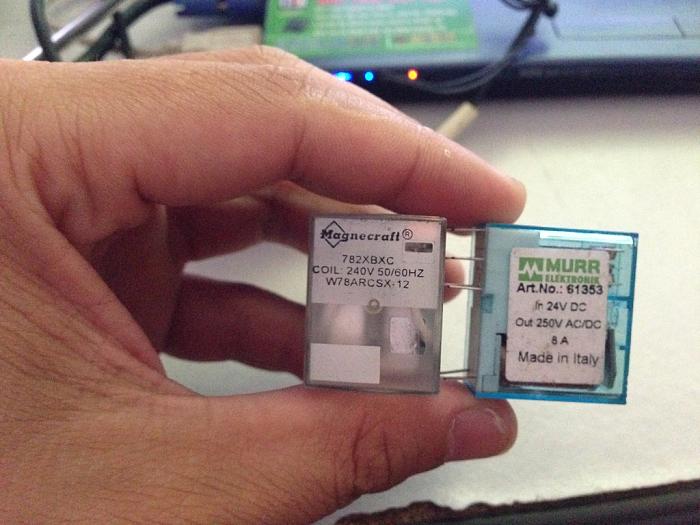 Magnecraft®
782XBXC
COIL: 240V 50/60HZ
W78ARCSX-12
MURR
ELEKTRONIK
Art.No.: 61353
In 24V DC
Out 250V AC/DC
8 A
Made in Italy